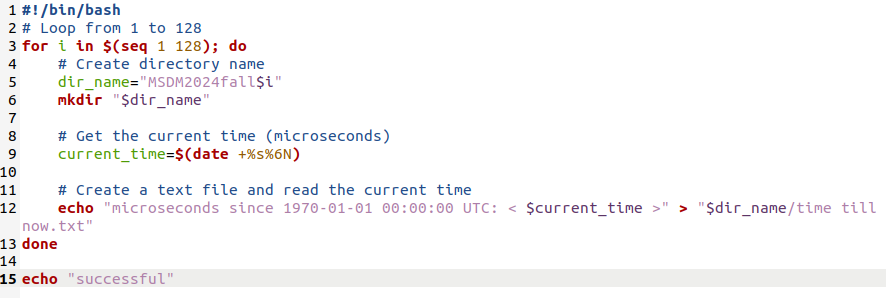 1 #!/bin/bash
2 # Loop from 1 to 128
3 for i in $(seq 1 128); do
4     # Create directory name
5     dir_name="MSDM2024fall$i"
6     mkdir "$dir_name"
7
8     # Get the current time (microseconds)
9     current_time=$(date +%s%6N)
10
11     # Create a text file and read the current time
12     echo "microseconds since 1970-01-01 00:00:00 UTC: < $current_time >" > "$dir_name/time till
now.txt"
13 done
14
15 echo "successful"